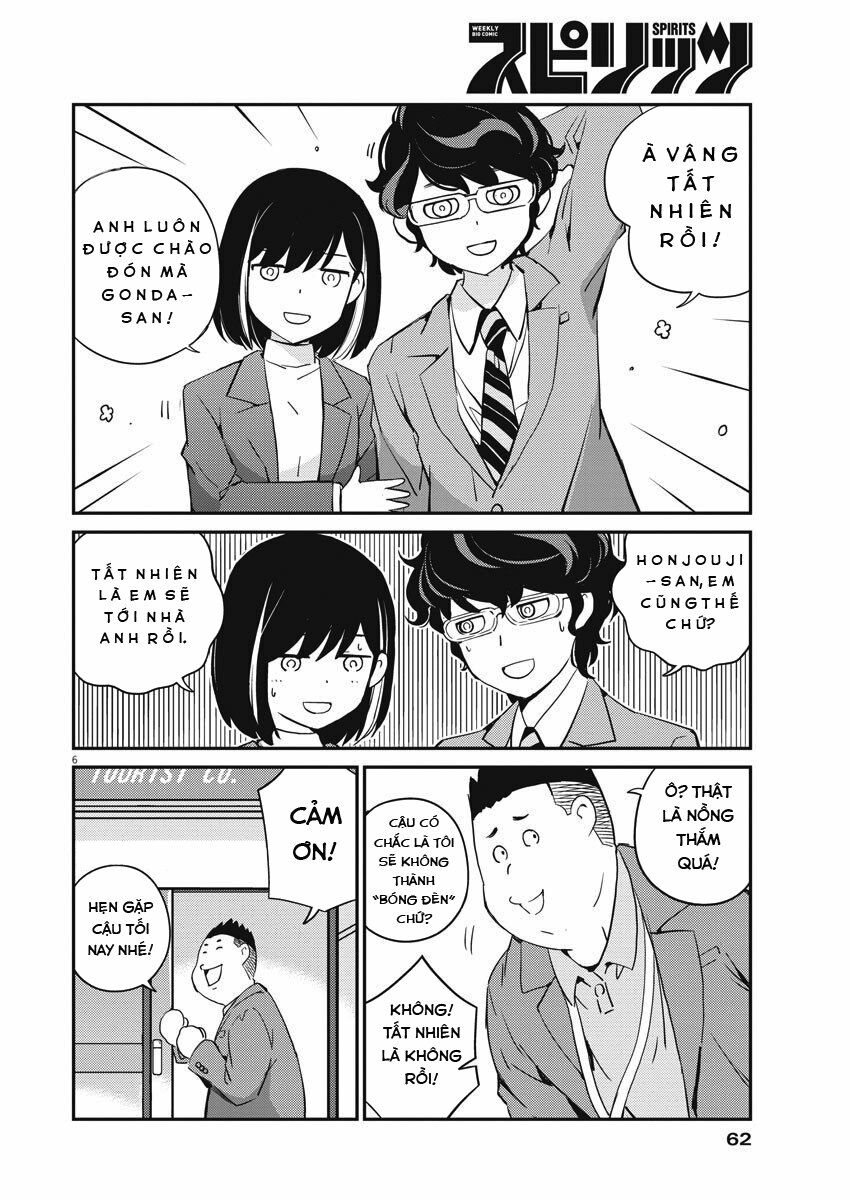 WEEKLY
BIG COMIC
SPIRITS
スピリッツ
À VÂNG
TẤT
NHIÊN
RỒI!
ANH LUÔN
ĐƯỢC CHÀO
ĐÓN MÀ
GONDA-
SAN!
HONJOUJI
-SAN, EM
CŨNG THẾ
CHỨ?
TẤT NHIÊN
LÀ EM SẼ
TỚI NHÀ
ANH RỒI.
6
Ồ? THẬT
LÀ NỒNG
THẮM
QUÁ!
CẬU CÓ
CHẮC LÀ TÔI
SẼ KHÔNG
THÀNH
"BÓNG ĐÈN"
CHỨ?
KHÔNG!
TẤT NHIÊN
LÀ KHÔNG
RỒI!
TOURIST CO.
CẢM
ƠN!
HẸN GẶP
CẬU TỐI
NAY NHÉ!
62